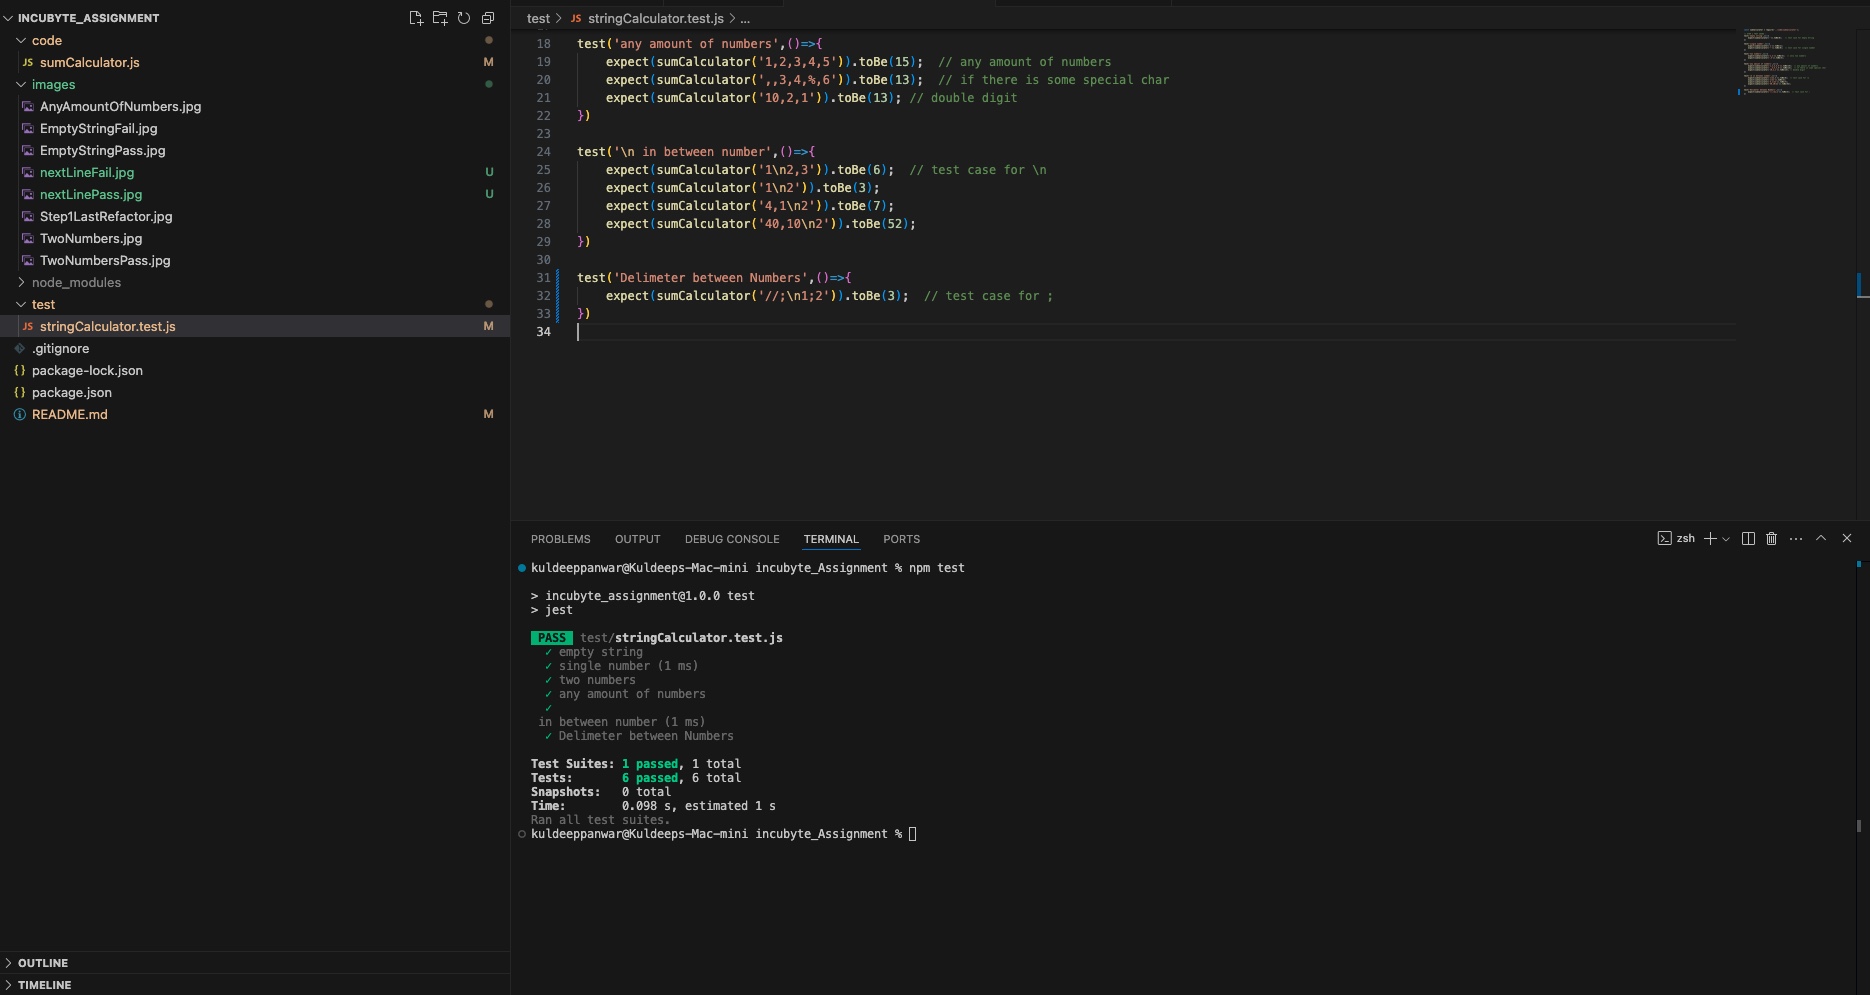 INCUBYTE_ASSIGNMENT
code
JS sumCalculator.js M
images
AnyAmountOfNumbers.jpg
EmptyStringFail.jpg
EmptyStringPass.jpg
nextLineFail.jpg U
nextLinePass.jpg U
Step1LastRefactor.jpg
TwoNumbers.jpg
TwoNumbersPass.jpg
node_modules
test
JS stringCalculator.test.js M
.gitignore
{} package-lock.json
{} package.json
README.md M
OUTLINE
TIMELINE
test > JS stringCalculator.test.js > ...
18 test('any amount of numbers',()=>{
19 expect(sumCalculator('1,2,3,4,5')).toBe(15); // any amount of numbers
20 expect(sumCalculator(',,3,4,%,6')).toBe(13); // if there is some special char
21 expect(sumCalculator('10,2,1')).toBe(13); // double digit
22 })
23
24 test('\n in between number',()=>{
25 expect(sumCalculator('1\n2,3')).toBe(6); // test case for \n
26 expect(sumCalculator('1\n2')).toBe(3);
27 expect(sumCalculator('4,1\n2')).toBe(7);
28 expect(sumCalculator('40,10\n2')).toBe(52);
29 })
30
31 test('Delimeter between Numbers',()=>{
32 expect(sumCalculator('//;\n1;2')).toBe(3); // test case for ;
33 })
34
PROBLEMS OUTPUT DEBUG CONSOLE TERMINAL PORTS zsh
kuldeeppanwar@Kuldeeps-Mac-mini incubyte_Assignment % npm test
> incubyte_assignment@1.0.0 test
> jest
PASS test/stringCalculator.test.js
✓ empty string
✓ single number (1 ms)
✓ two numbers
✓ any amount of numbers
✓
in between number (1 ms)
✓ Delimeter between Numbers
Test Suites: 1 passed, 1 total
Tests: 6 passed, 6 total
Snapshots: 0 total
Time: 0.098 s, estimated 1 s
Ran all test suites.
kuldeeppanwar@Kuldeeps-Mac-mini incubyte_Assignment %